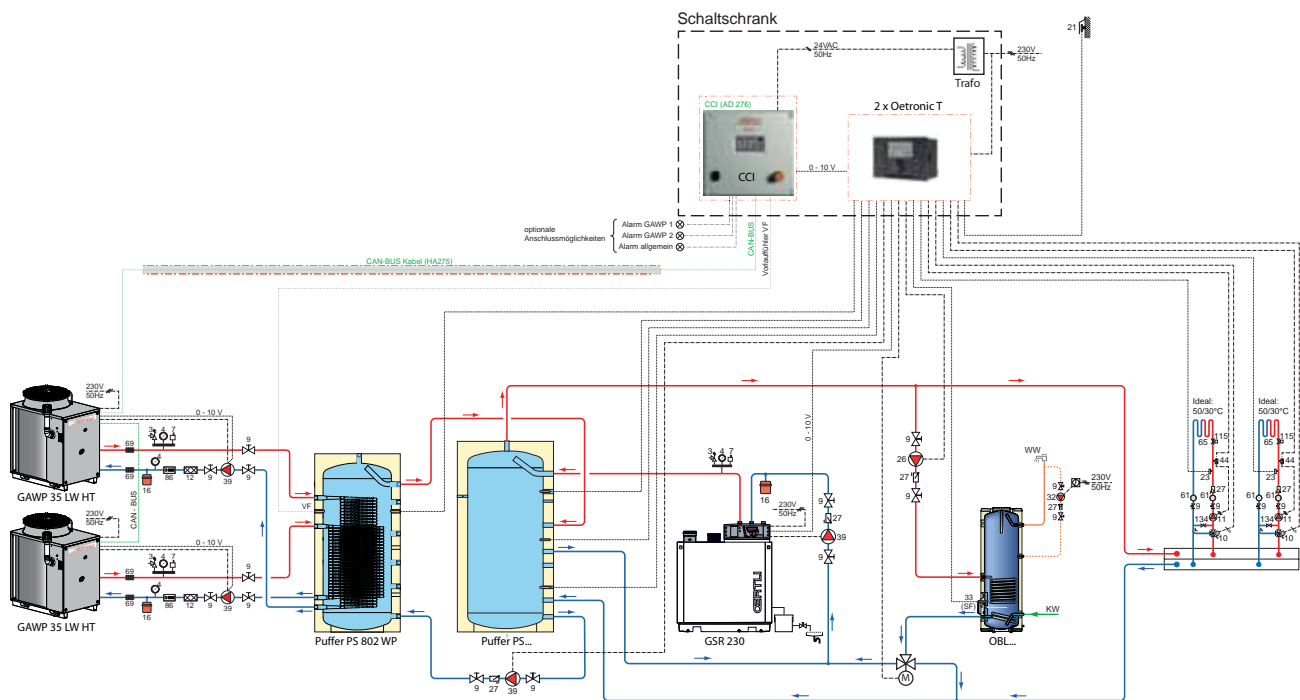 Schaltschrank
21
24VAC
50Hz
230V
50Hz
Trafo
CCI (AD 276)
2 x Oetronic T
CCI
0 - 10 V
optionale
Anschlussmöglichkeiten
Alarm GAWP 1
Alarm GAWP 2
Alarm allgemein
CAN-BUS
Vorlauffühler VF
CAN-BUS Kabel (HA275)
230V
50Hz
0 - 10 V
3 4 7
9
69
4
69
16
86
12
9
39
9
GAWP 35 LW HT
CAN - BUS
230V
50Hz
0 - 10 V
3 4 7
9
69
4
69
16
86
12
9
39
9
GAWP 35 LW HT
VF
Puffer PS 802 WP
9
27
39
9
Puffer PS...
3 4 7
16
230V
50Hz
0 - 10 V
9
27
39
9
OERTLI
GSR 230
9
26
27
9
M
WW
9
32
27
9
230V
50Hz
33
(SF)
KW
OBL...
Ideal:
50/30°C
65
115
44
23
27
61
61
9
9
11
134
10
Ideal:
50/30°C
65
115
44
23
27
61
61
9
9
11
134
10